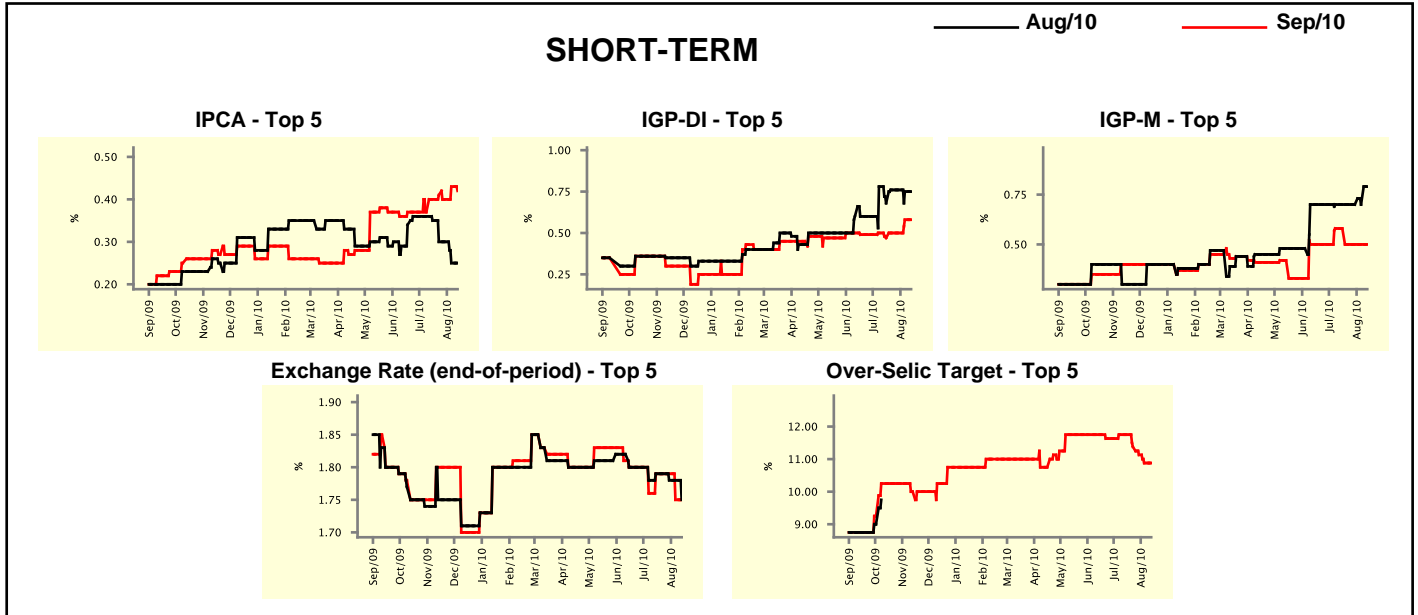 Aug/10 Sep/10
SHORT-TERM
IPCA - Top 5
0.50
0.40
0.30
0.20
%
Sep/09 Oct/09 Nov/09 Dec/09 Jan/10 Feb/10 Mar/10 Apr/10 May/10 Jun/10 Jul/10 Aug/10
IGP-DI - Top 5
1.00
0.75
0.50
0.25
%
Sep/09 Oct/09 Nov/09 Dec/09 Jan/10 Feb/10 Mar/10 Apr/10 May/10 Jun/10 Jul/10 Aug/10
IGP-M - Top 5
0.75
0.50
%
Sep/09 Oct/09 Nov/09 Dec/09 Jan/10 Feb/10 Mar/10 Apr/10 May/10 Jun/10 Jul/10 Aug/10
Exchange Rate (end-of-period) - Top 5
1.90
1.85
1.80
1.75
1.70
%
Sep/09 Oct/09 Nov/09 Dec/09 Jan/10 Feb/10 Mar/10 Apr/10 May/10 Jun/10 Jul/10 Aug/10
Over-Selic Target - Top 5
12.00
11.00
10.00
9.00
%
Sep/09 Oct/09 Nov/09 Dec/09 Jan/10 Feb/10 Mar/10 Apr/10 May/10 Jun/10 Jul/10 Aug/10